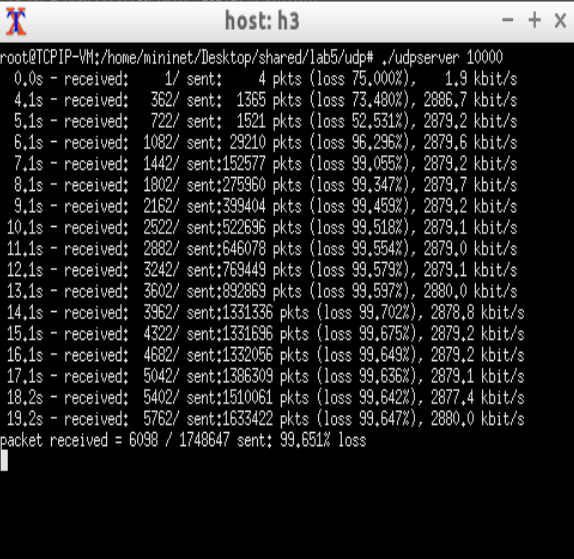 host: h3
root@TCPIP-VM:/home/mininet/Desktop/shared/lab5/udp# ./udpserver 10000
0.0s - received: 1/ sent: 4 pkts (loss 75.000%), 1.9 kbit/s
4.1s - received: 362/ sent: 1365 pkts (loss 73.480%), 2886.7 kbit/s
5.1s - received: 722/ sent: 1521 pkts (loss 52.531%), 2879.2 kbit/s
6.1s - received: 1082/ sent: 29210 pkts (loss 96.296%), 2879.6 kbit/s
7.1s - received: 1442/ sent:152577 pkts (loss 99.055%), 2879.2 kbit/s
8.1s - received: 1802/ sent:275960 pkts (loss 99.347%), 2879.7 kbit/s
9.1s - received: 2162/ sent:399404 pkts (loss 99.459%), 2879.2 kbit/s
10.1s - received: 2522/ sent:522696 pkts (loss 99.518%), 2879.1 kbit/s
11.1s - received: 2882/ sent:646078 pkts (loss 99.554%), 2879.0 kbit/s
12.1s - received: 3242/ sent:769449 pkts (loss 99.579%), 2879.1 kbit/s
13.1s - received: 3602/ sent:892869 pkts (loss 99.597%), 2880.0 kbit/s
14.1s - received: 3962/ sent:1331336 pkts (loss 99.702%), 2878.8 kbit/s
15.1s - received: 4322/ sent:1331696 pkts (loss 99.675%), 2879.2 kbit/s
16.1s - received: 4682/ sent:1332056 pkts (loss 99.649%), 2879.2 kbit/s
17.1s - received: 5042/ sent:1386309 pkts (loss 99.636%), 2879.1 kbit/s
18.2s - received: 5402/ sent:1510061 pkts (loss 99.642%), 2877.4 kbit/s
19.2s - received: 5762/ sent:1633422 pkts (loss 99.647%), 2880.0 kbit/s
packet received = 6098 / 1748647 sent: 99.651% loss